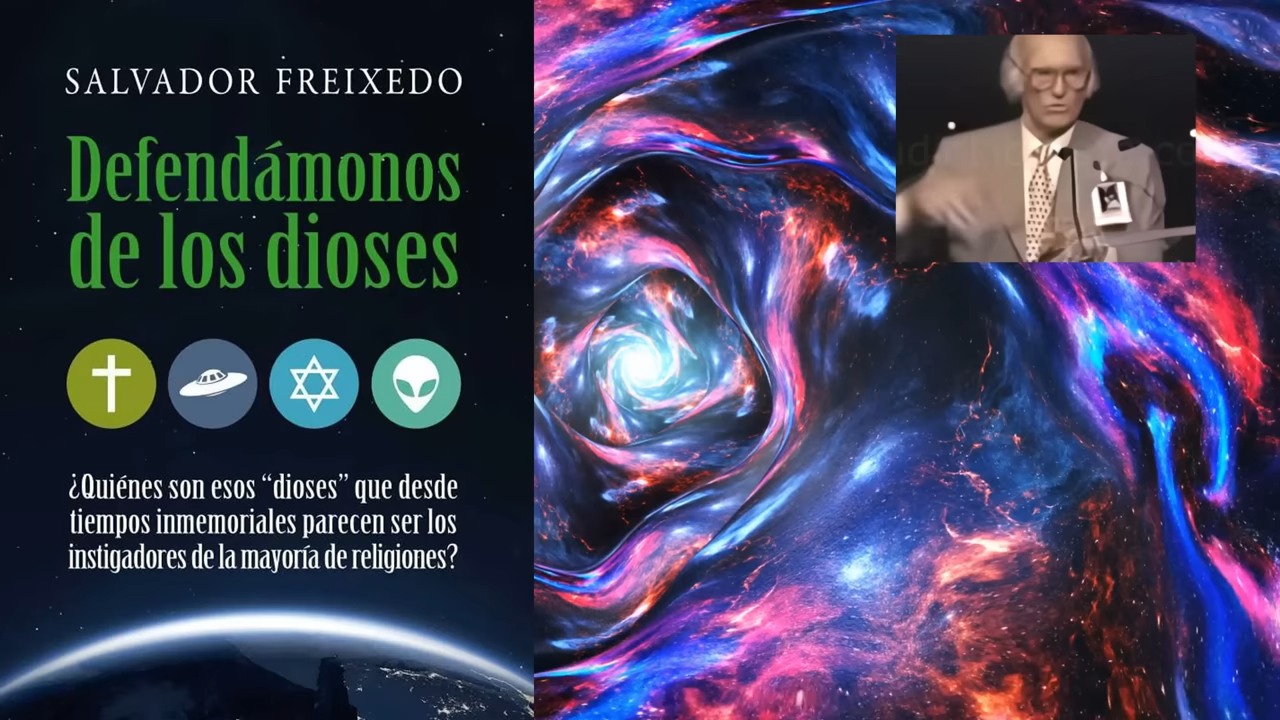 SALVADOR FREIXEDO
Defendámonos
de los dioses
¿Quiénes son esos “dioses” que desde
tiempos inmemoriales parecen ser los
instigadores de la mayoría de religiones?